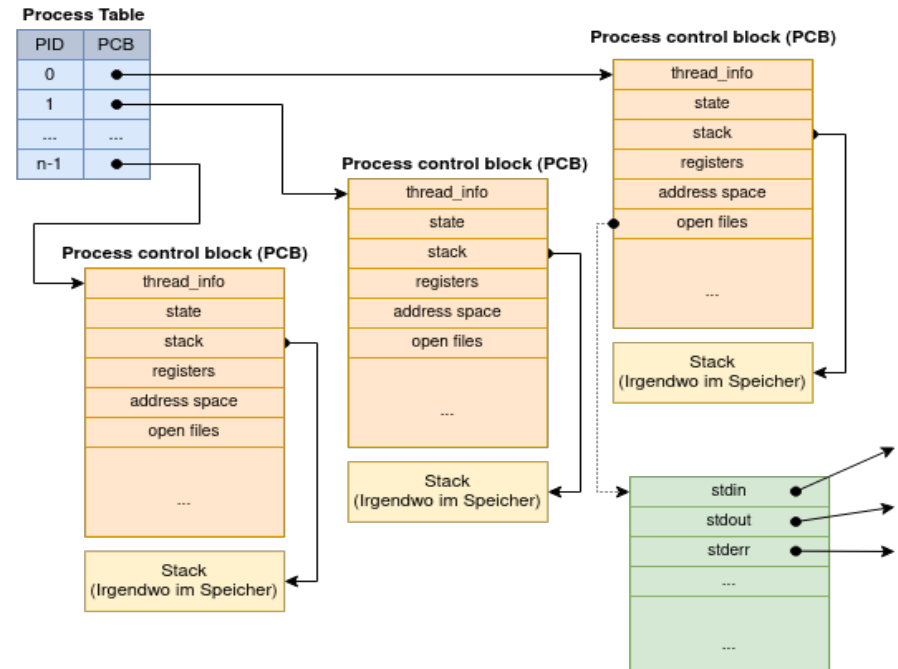 Process Table
PID PCB
0
1
... ...
n-1
Process control block (PCB)
thread_info
state
stack
registers
address space
open files
...
Stack
(Irgendwo im Speicher)
Process control block (PCB)
thread_info
state
stack
registers
address space
open files
...
Stack
(Irgendwo im Speicher)
Process control block (PCB)
thread_info
state
stack
registers
address space
open files
...
Stack
(Irgendwo im Speicher)
stdin
stdout
stderr
...
...